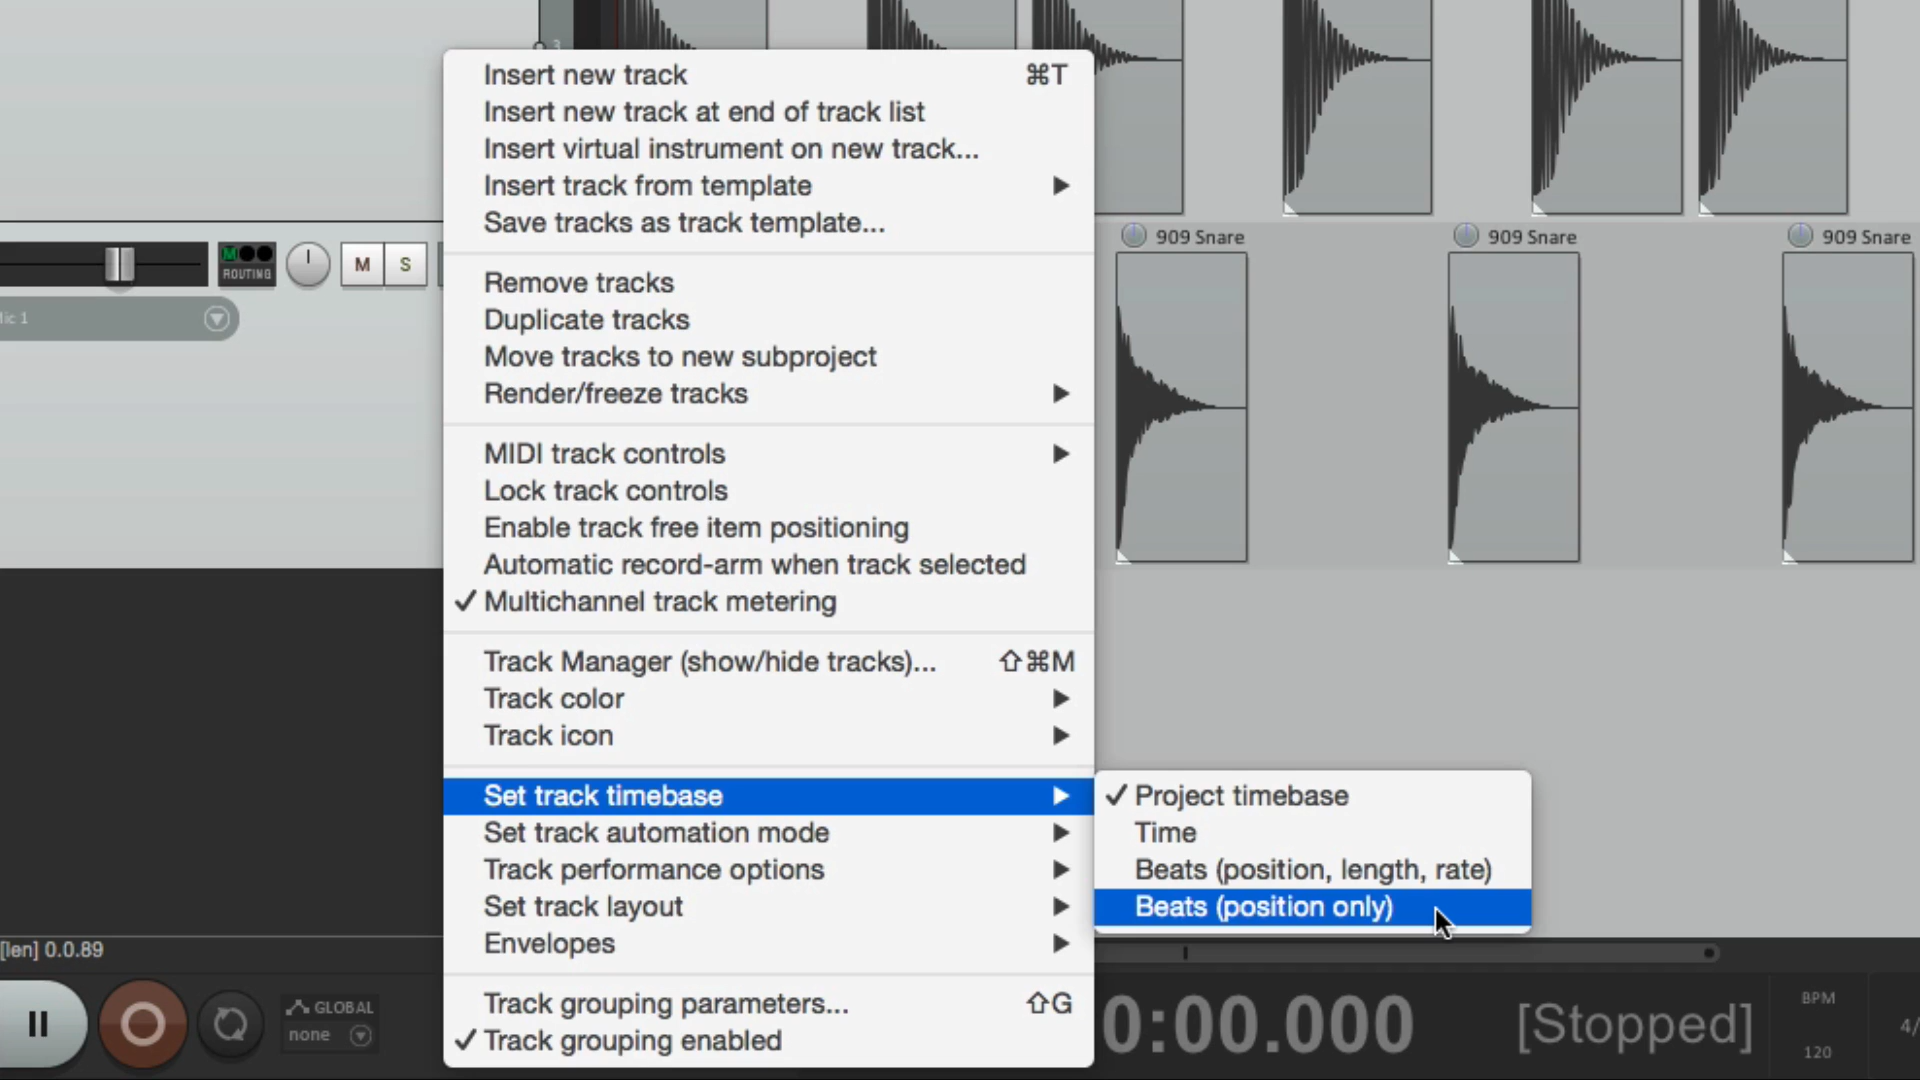 3
Insert new track ⌘T
Insert new track at end of track list
Insert virtual instrument on new track...
Insert track from template
Save tracks as track template...
Remove tracks
Duplicate tracks
Move tracks to new subproject
Render/freeze tracks
MIDI track controls
Lock track controls
Enable track free item positioning
Automatic record-arm when track selected
✓ Multichannel track metering
Track Manager (show/hide tracks)... ⇧⌘M
Track color
Track icon
Set track timebase
Set track automation mode
Track performance options
Set track layout
Envelopes
Track grouping parameters... ⇧G
✓ Track grouping enabled
✓ Project timebase
Time
Beats (position, length, rate)
Beats (position only)
M
ROUTING
M S
1
909 Snare
909 Snare
909 Snare
[len] 0.0.89
GLOBAL
none
0:00.000
[Stopped]
BPM
120
4/